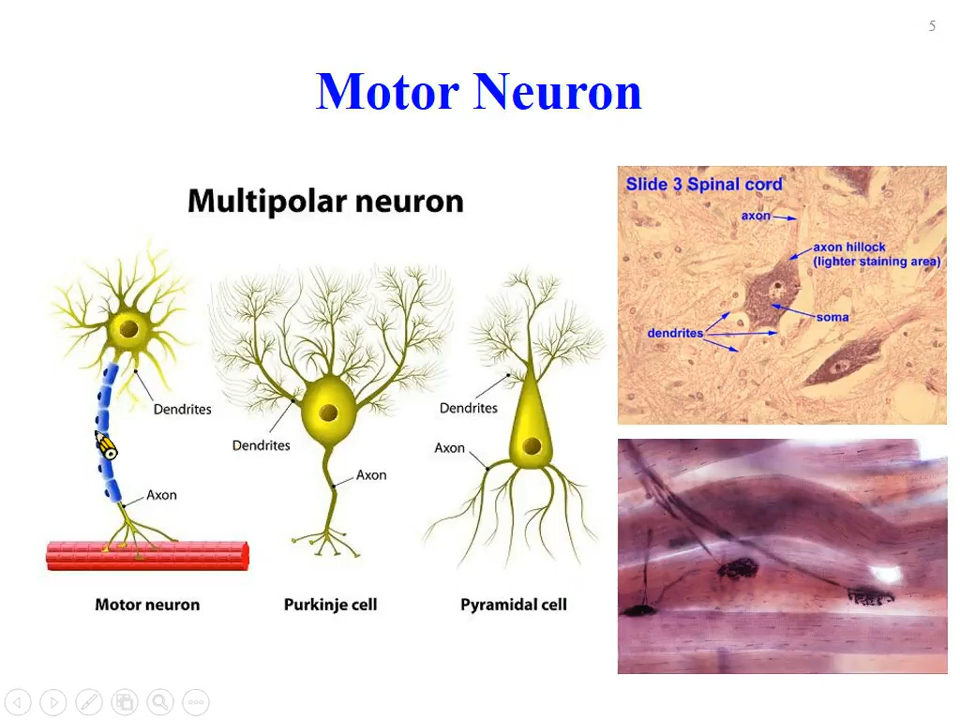 5
Motor Neuron
Multipolar neuron
Dendrites
Axon
Motor neuron
Dendrites
Axon
Purkinje cell
Dendrites
Axon
Pyramidal cell
Slide 3 Spinal cord
axon
axon hillock
(lighter staining area)
soma
dendrites